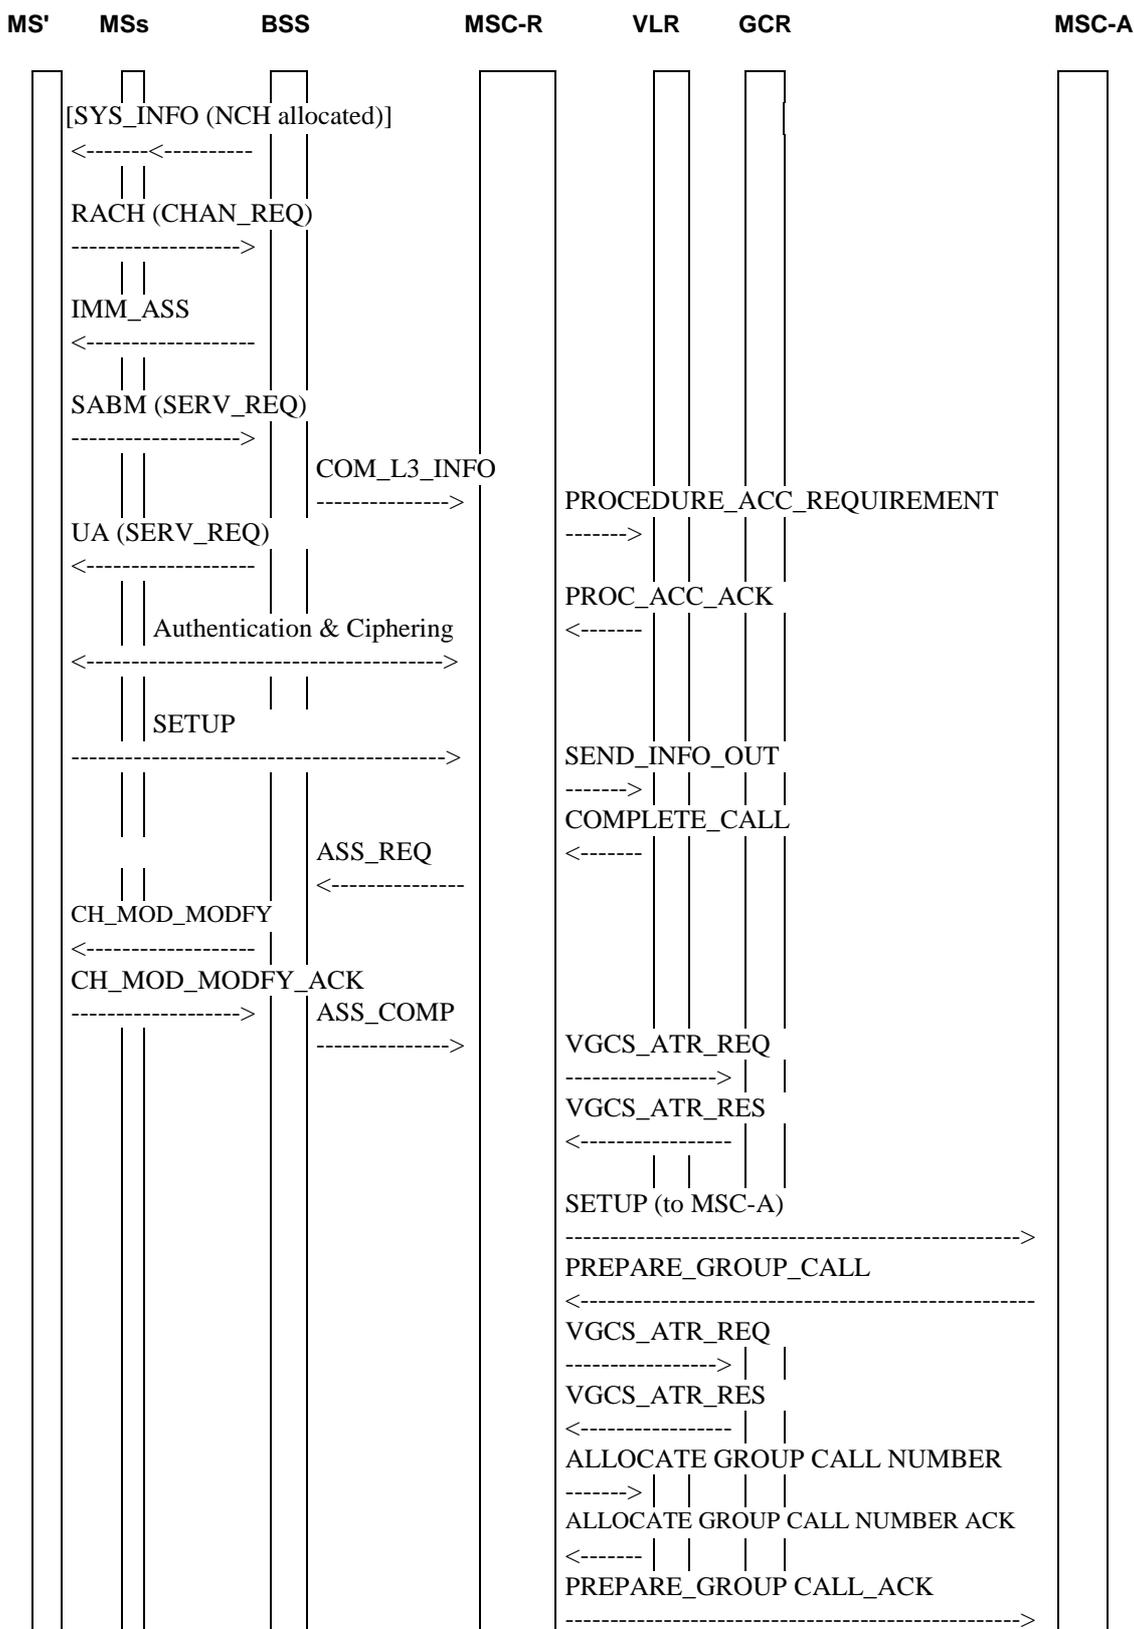 MS' MSs BSS MSC-R VLR GCR MSC-A
[SYS_INFO (NCH allocated)]
RACH (CHAN_REQ)
IMM_ASS
SABM (SERV_REQ)
COM_L3_INFO
PROCEDURE_ACC_REQUIREMENT
UA (SERV_REQ)
PROC_ACC_ACK
Authentication & Ciphering
SETUP
SEND_INFO_OUT
COMPLETE_CALL
ASS_REQ
CH_MOD_MODFY
CH_MOD_MODFY_ACK
ASS_COMP
VGCS_ATR_REQ
VGCS_ATR_RES
SETUP (to MSC-A)
PREPARE_GROUP_CALL
VGCS_ATR_REQ
VGCS_ATR_RES
ALLOCATE GROUP CALL NUMBER
ALLOCATE GROUP CALL NUMBER ACK
PREPARE_GROUP CALL_ACK